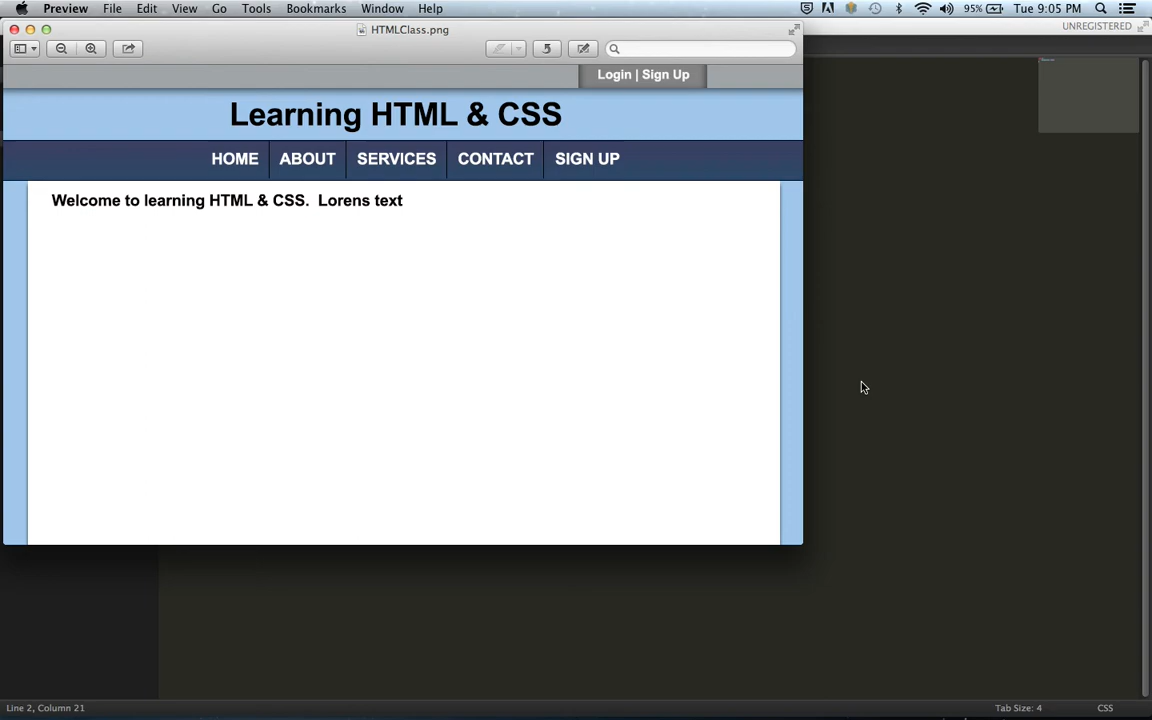 Preview File Edit View Go Tools Bookmarks Window Help 95% Tue 9:05 PM
HTMLClass.png
UNREGISTERED
Login | Sign Up
Learning HTML & CSS
HOME ABOUT SERVICES CONTACT SIGN UP
Welcome to learning HTML & CSS. Lorens text
Line 2, Column 21 Tab Size: 4 CSS